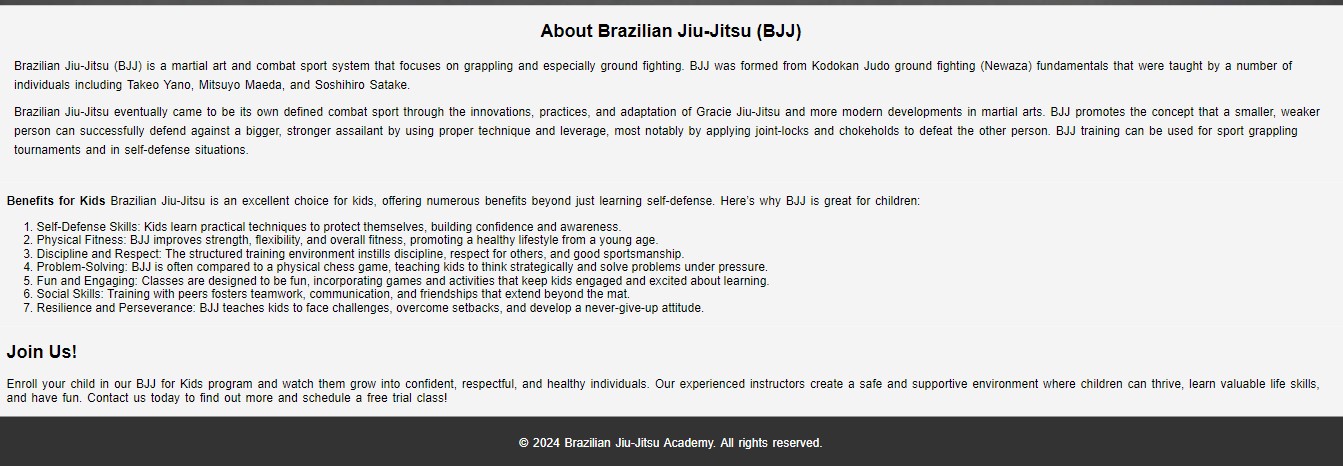 About Brazilian Jiu-Jitsu (BJJ)
Brazilian Jiu-Jitsu (BJJ) is a martial art and combat sport system that focuses on grappling and especially ground fighting. BJJ was formed from Kodokan Judo ground fighting (Newaza) fundamentals that were taught by a number of
individuals including Takeo Yano, Mitsuyo Maeda, and Soshihiro Satake.
Brazilian Jiu-Jitsu eventually came to be its own defined combat sport through the innovations, practices, and adaptation of Gracie Jiu-Jitsu and more modern developments in martial arts. BJJ promotes the concept that a smaller, weaker
person can successfully defend against a bigger, stronger assailant by using proper technique and leverage, most notably by applying joint-locks and chokeholds to defeat the other person. BJJ training can be used for sport grappling
tournaments and in self-defense situations.
Benefits for Kids Brazilian Jiu-Jitsu is an excellent choice for kids, offering numerous benefits beyond just learning self-defense. Here's why BJJ is great for children:
1. Self-Defense Skills: Kids learn practical techniques to protect themselves, building confidence and awareness.
2. Physical Fitness: BJJ improves strength, flexibility, and overall fitness, promoting a healthy lifestyle from a young age.
3. Discipline and Respect: The structured training environment instills discipline, respect for others, and good sportsmanship.
4. Problem-Solving: BJJ is often compared to a physical chess game, teaching kids to think strategically and solve problems under pressure.
5. Fun and Engaging: Classes are designed to be fun, incorporating games and activities that keep kids engaged and excited about learning.
6. Social Skills: Training with peers fosters teamwork, communication, and friendships that extend beyond the mat.
7. Resilience and Perseverance: BJJ teaches kids to face challenges, overcome setbacks, and develop a never-give-up attitude.
Join Us!
Enroll your child in our BJJ for Kids program and watch them grow into confident, respectful, and healthy individuals. Our experienced instructors create a safe and supportive environment where children can thrive, learn valuable life skills,
and have fun. Contact us today to find out more and schedule a free trial class!
© 2024 Brazilian Jiu-Jitsu Academy. All rights reserved.